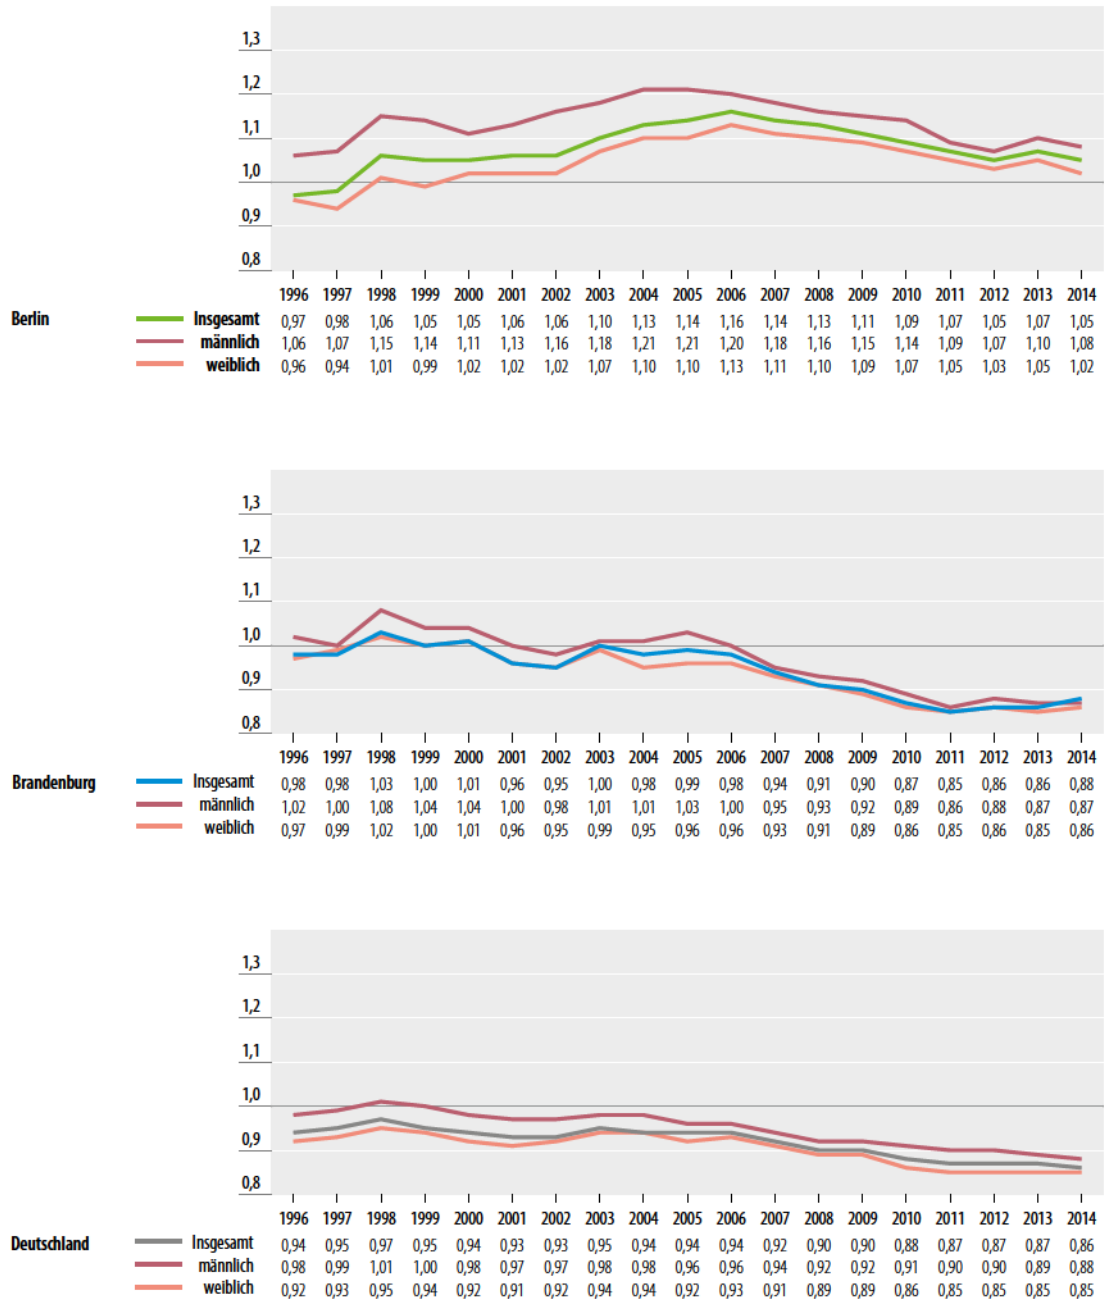 1,3
1,2
1,1
1,0
0,9
0,8
1996 1997 1998 1999 2000 2001 2002 2003 2004 2005 2006 2007 2008 2009 2010 2011 2012 2013 2014
Berlin Insgesamt 0,97 0,98 1,06 1,05 1,05 1,06 1,06 1,10 1,13 1,14 1,16 1,14 1,13 1,11 1,09 1,07 1,05 1,07 1,05
männlich 1,06 1,07 1,15 1,14 1,11 1,13 1,16 1,18 1,21 1,21 1,20 1,18 1,16 1,15 1,14 1,09 1,07 1,10 1,08
weiblich 0,96 0,94 1,01 0,99 1,02 1,02 1,02 1,07 1,10 1,10 1,13 1,11 1,10 1,09 1,07 1,05 1,03 1,05 1,02
1,3
1,2
1,1
1,0
0,9
0,8
1996 1997 1998 1999 2000 2001 2002 2003 2004 2005 2006 2007 2008 2009 2010 2011 2012 2013 2014
Brandenburg Insgesamt 0,98 0,98 1,03 1,00 1,01 0,96 0,95 1,00 0,98 0,99 0,98 0,94 0,91 0,90 0,87 0,85 0,86 0,86 0,88
männlich 1,02 1,00 1,08 1,04 1,04 1,00 0,98 1,01 1,01 1,03 1,00 0,95 0,93 0,92 0,89 0,86 0,88 0,87 0,87
weiblich 0,97 0,99 1,02 1,00 1,01 0,96 0,95 0,99 0,95 0,96 0,96 0,93 0,91 0,89 0,86 0,85 0,86 0,85 0,86
1,3
1,2
1,1
1,0
0,9
0,8
1996 1997 1998 1999 2000 2001 2002 2003 2004 2005 2006 2007 2008 2009 2010 2011 2012 2013 2014
Deutschland Insgesamt 0,94 0,95 0,97 0,95 0,94 0,93 0,93 0,95 0,94 0,94 0,94 0,92 0,90 0,90 0,88 0,87 0,87 0,87 0,86
männlich 0,98 0,99 1,01 1,00 0,98 0,97 0,97 0,98 0,98 0,96 0,96 0,94 0,92 0,92 0,91 0,90 0,90 0,89 0,88
weiblich 0,92 0,93 0,95 0,94 0,92 0,91 0,92 0,94 0,94 0,92 0,93 0,91 0,89 0,89 0,86 0,85 0,85 0,85 0,85